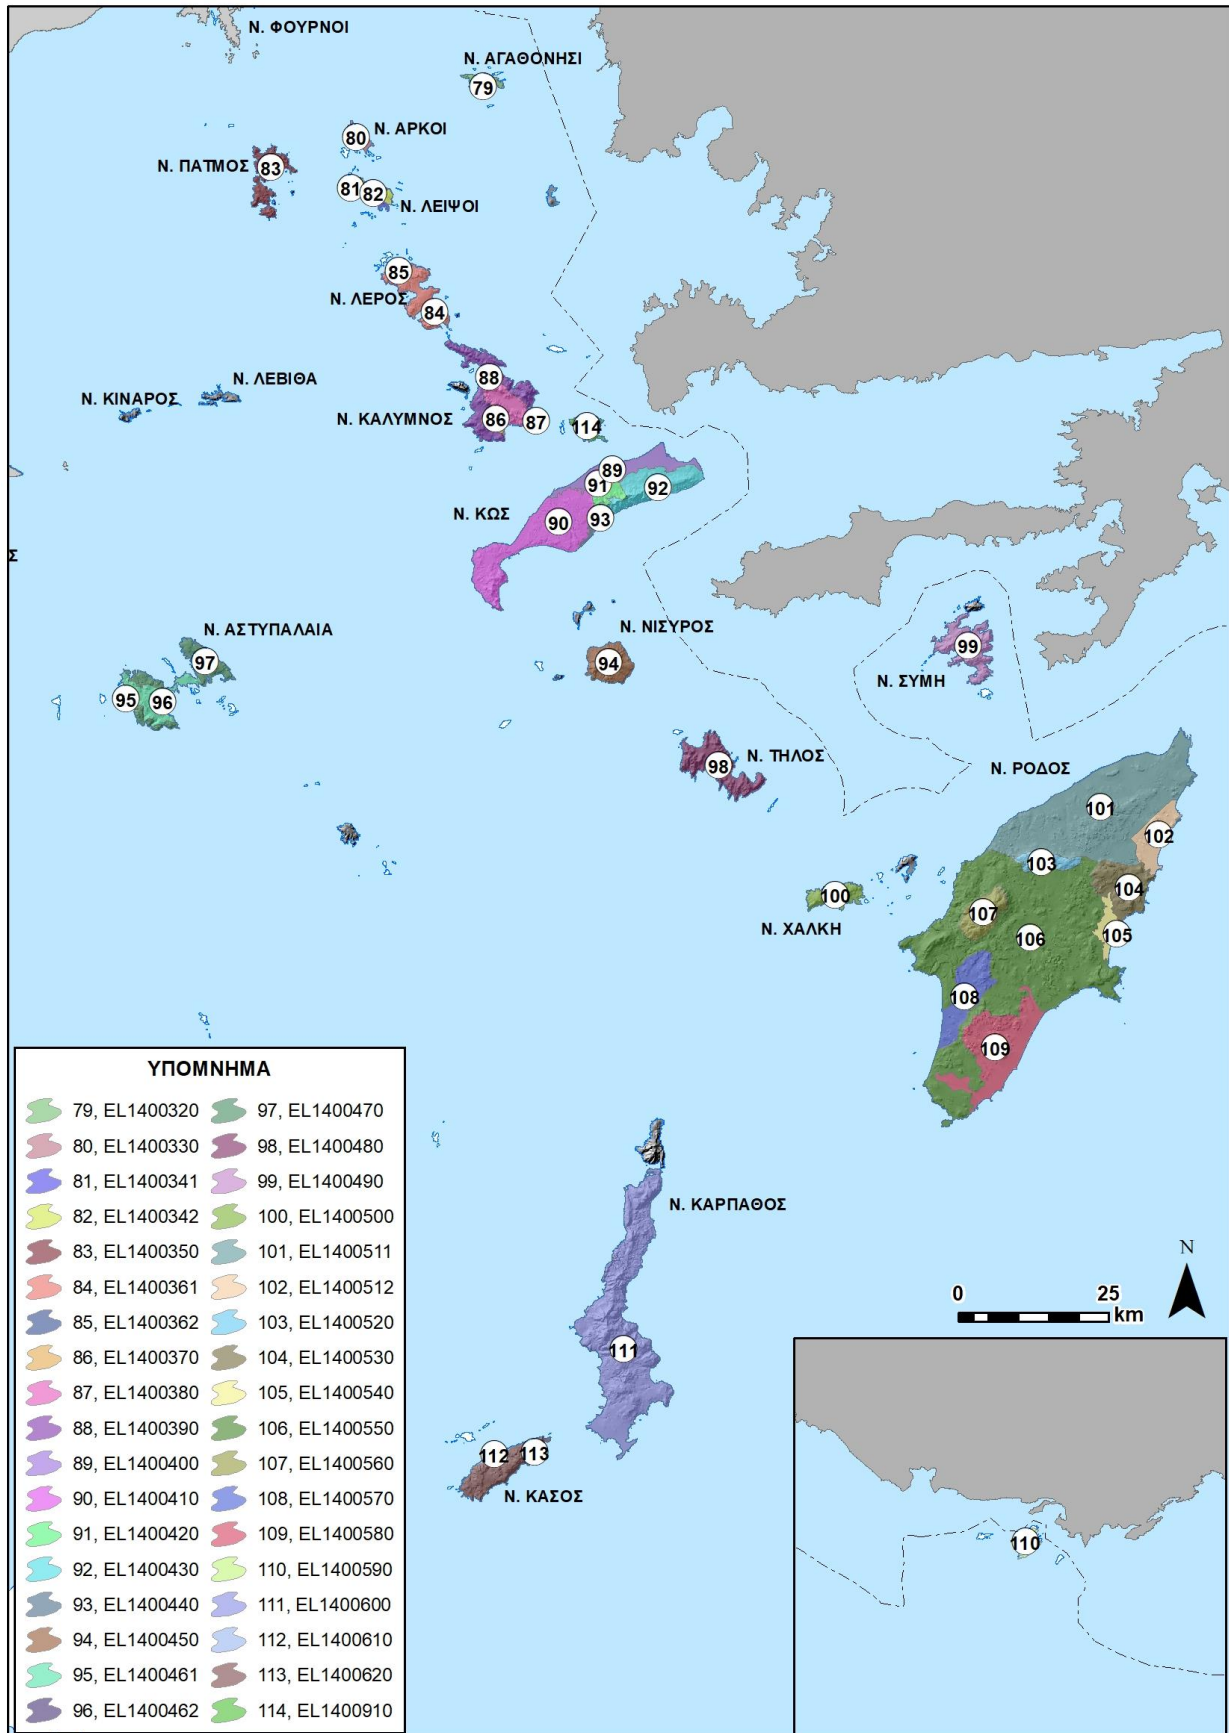 Ν. ΦΟΥΡΝΟΙ
Ν. ΑΓΑΘΟΝΗΣΙ
79
80
Ν. ΑΡΚΟΙ
Ν. ΠΑΤΜΟΣ
83
81
82
Ν. ΛΕΙΨΟΙ
85
Ν. ΛΕΡΟΣ
84
88
Ν. ΛΕΒΙΘΑ
Ν. ΚΙΝΑΡΟΣ
Ν. ΚΑΛΥΜΝΟΣ
86
87
114
89
91
92
Ν. ΚΩΣ
90
93
Σ
Ν. ΑΣΤΥΠΑΛΑΙΑ
97
95
96
Ν. ΝΙΣΥΡΟΣ
94
99
Ν. ΣΥΜΗ
98
Ν. ΤΗΛΟΣ
Ν. ΡΟΔΟΣ
101
102
103
104
100
107
Ν. ΧΑΛΚΗ
106
105
108
109
Ν. ΚΑΡΠΑΘΟΣ
111
112
113
Ν. ΚΑΣΟΣ
N
0 25
km
110
ΥΠΟΜΝΗΜΑ
79, EL1400320
80, EL1400330
81, EL1400341
82, EL1400342
83, EL1400350
84, EL1400361
85, EL1400362
86, EL1400370
87, EL1400380
88, EL1400390
89, EL1400400
90, EL1400410
91, EL1400420
92, EL1400430
93, EL1400440
94, EL1400450
95, EL1400461
96, EL1400462
97, EL1400470
98, EL1400480
99, EL1400490
100, EL1400500
101, EL1400511
102, EL1400512
103, EL1400520
104, EL1400530
105, EL1400540
106, EL1400550
107, EL1400560
108, EL1400570
109, EL1400580
110, EL1400590
111, EL1400600
112, EL1400610
113, EL1400620
114, EL1400910